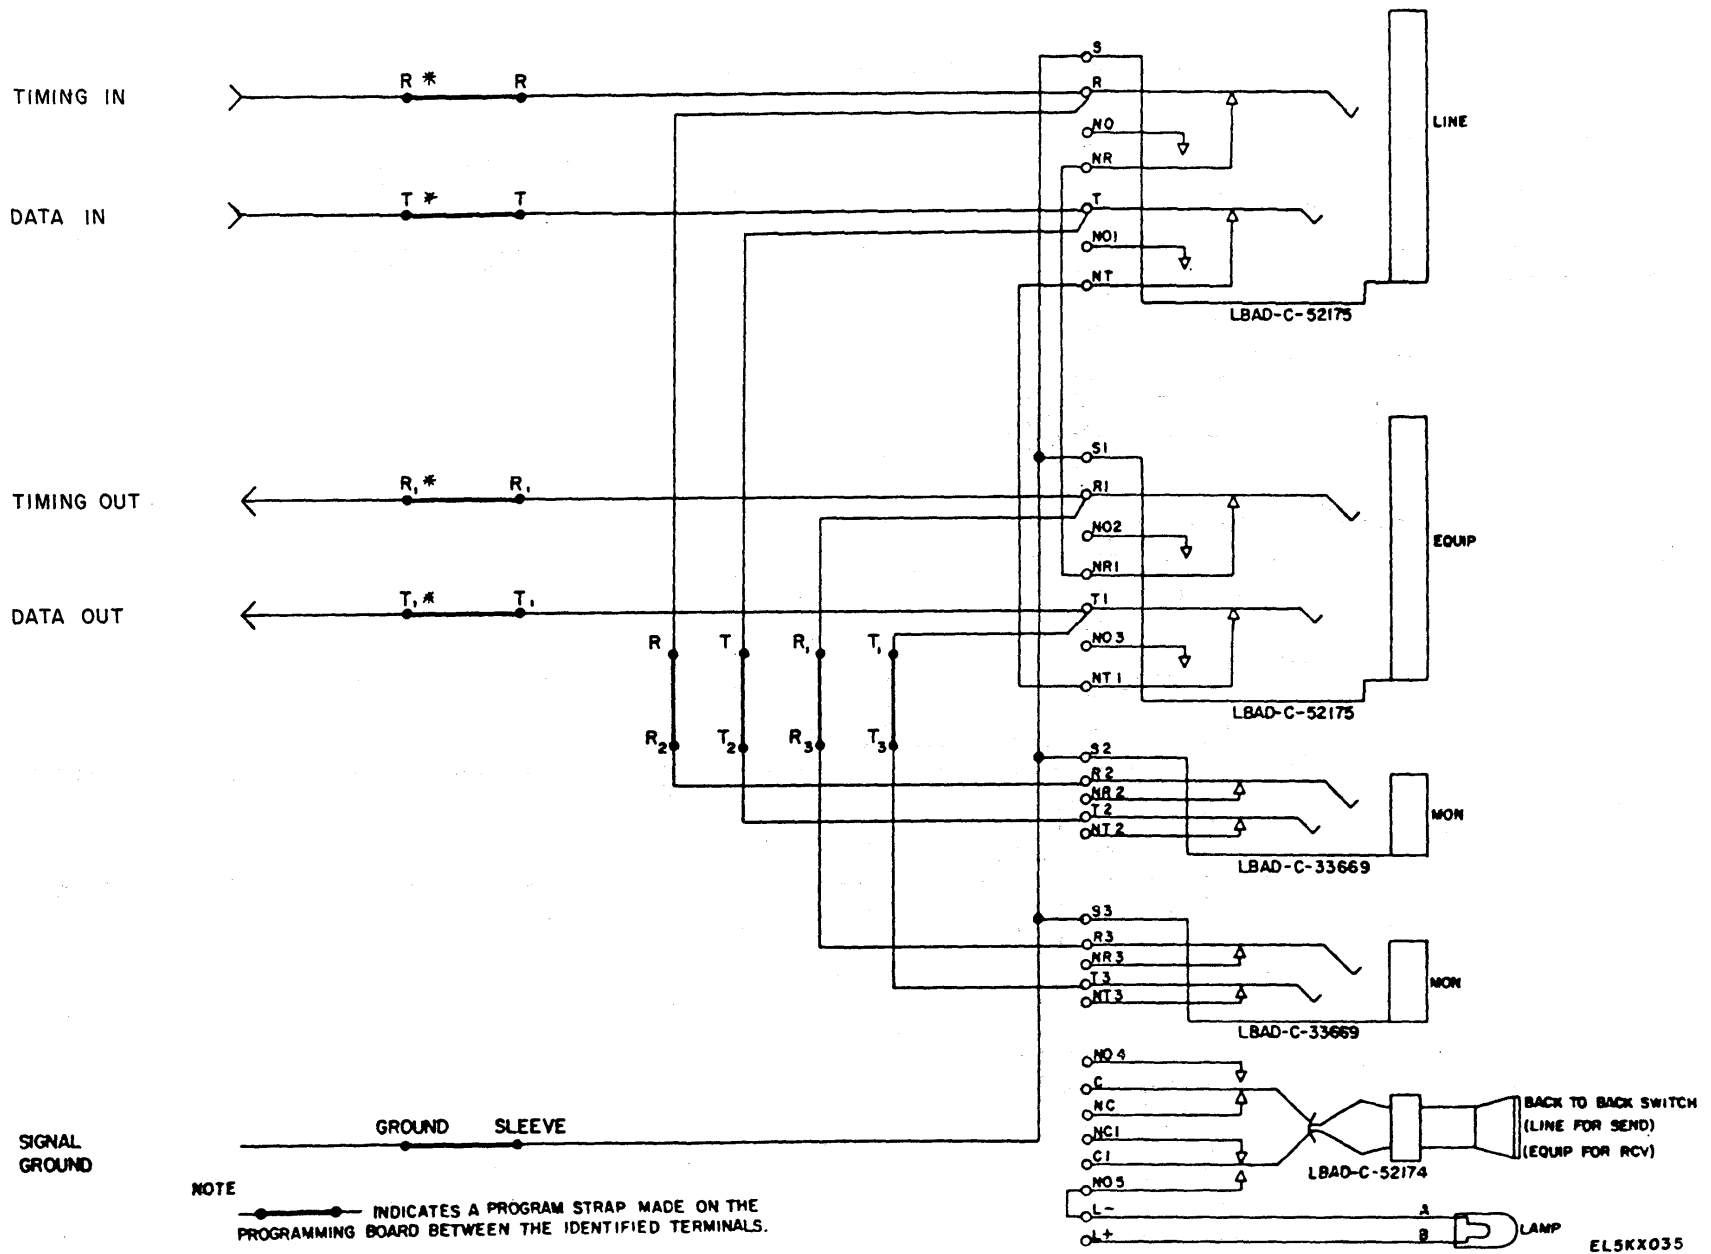 TIMING IN
R * R
DATA IN
T * T
TIMING OUT
R1 * R1
DATA OUT
T1 * T1
R T R1 T1
R2 T2 R3 T3
S
R
NO
NR
T
NO1
NT
LINE
LBAD-C-52175
S1
R1
NO2
NR1
T1
NO3
NT1
EQUIP
LBAD-C-52175
S2
R2
NR2
T2
NT2
MON
LBAD-C-33669
S3
R3
NR3
T3
NT3
MON
LBAD-C-33669
NO4
C
NC
NC1
C1
NO5
L-
L+
BACK TO BACK SWITCH
(LINE FOR SEND)
(EQUIP FOR RCV)
LBAD-C-52174
A
B
LAMP
SIGNAL
GROUND
GROUND SLEEVE
NOTE
INDICATES A PROGRAM STRAP MADE ON THE
PROGRAMMING BOARD BETWEEN THE IDENTIFIED TERMINALS.
EL5KX035